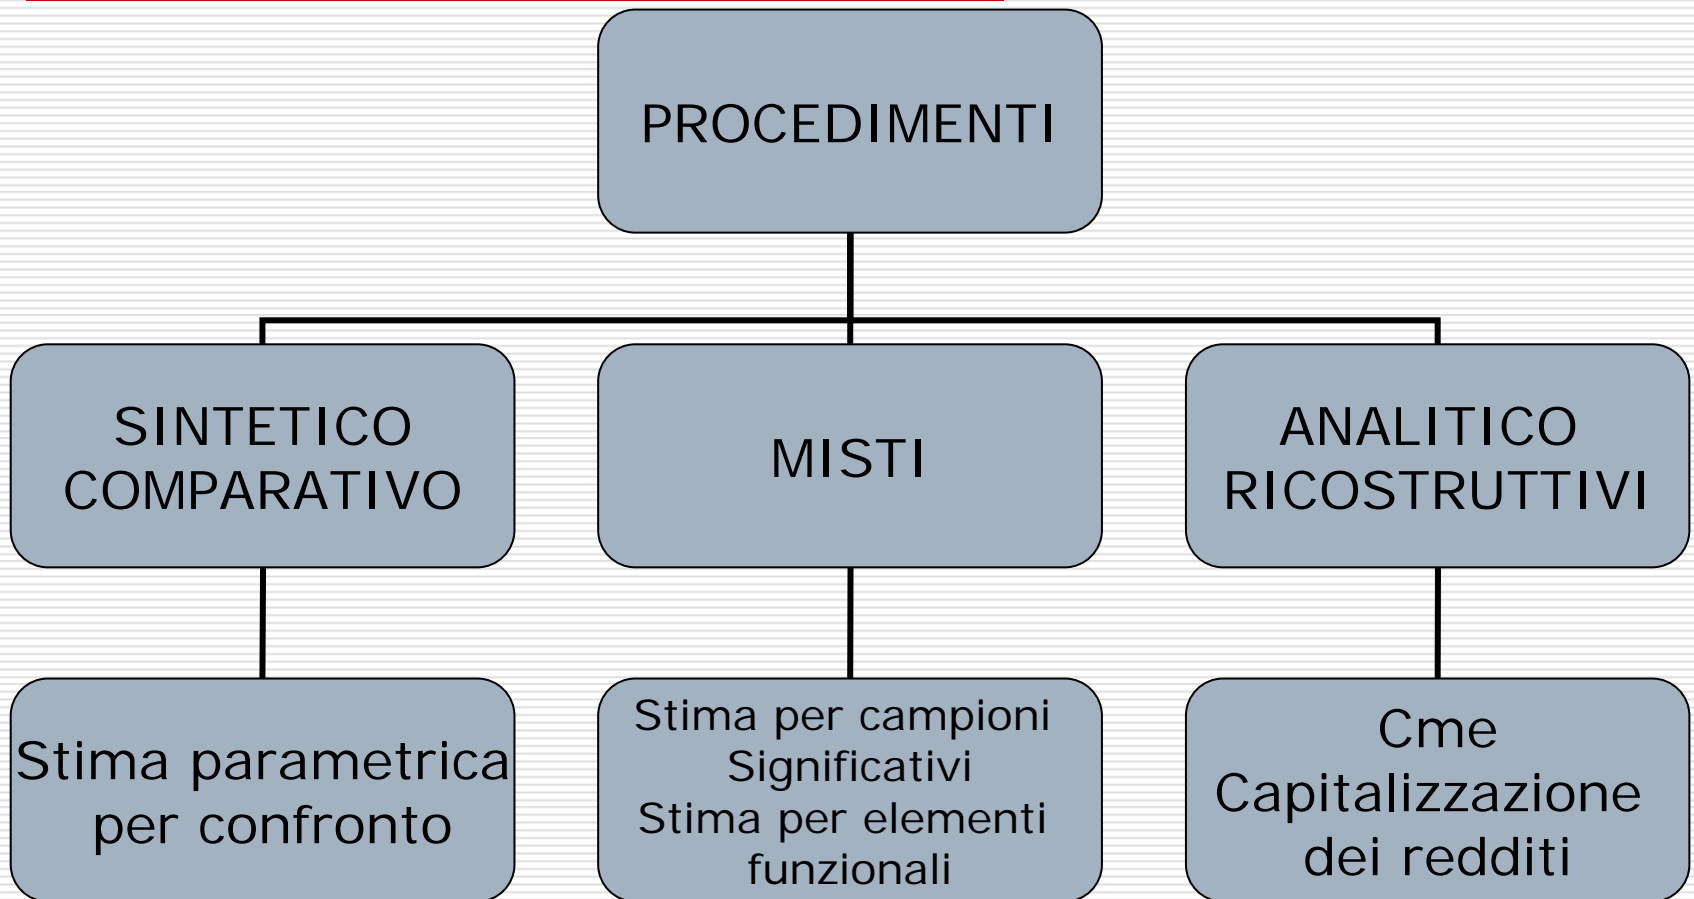 PROCEDIMENTI
SINTETICO
COMPARATIVO
MISTI
ANALITICO
RICOSTRUTTIVI
Stima parametrica
per confronto
Stima per campioni
Significativi
Stima per elementi
funzionali
Cme
Capitalizzazione
dei redditi